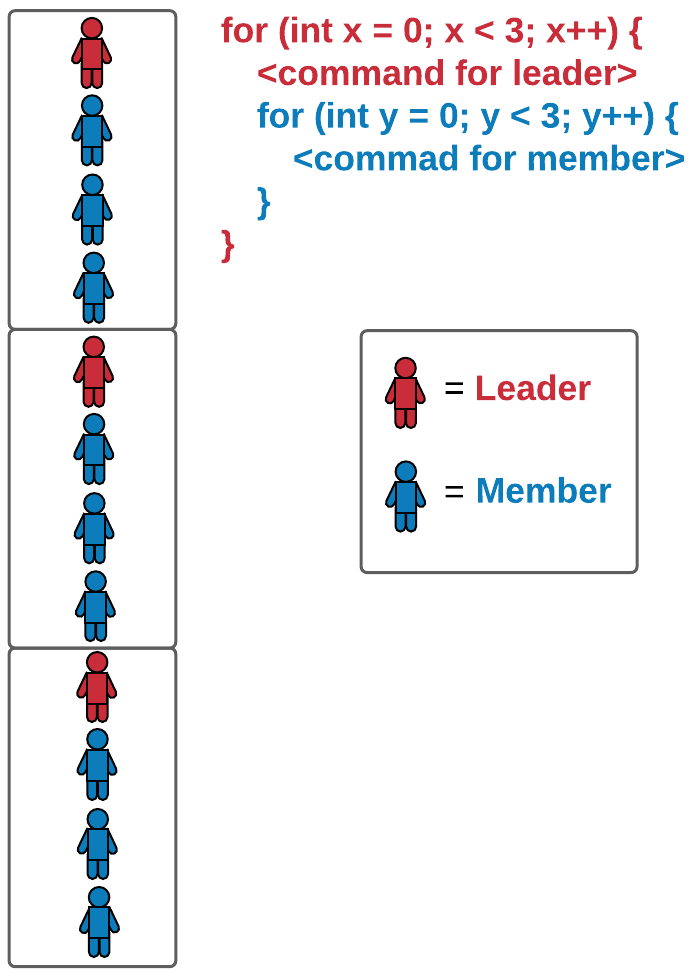 for (int x = 0; x < 3; x++) {
<command for leader>
for (int y = 0; y < 3; y++) {
<commad for member>
}
}
= Leader
= Member